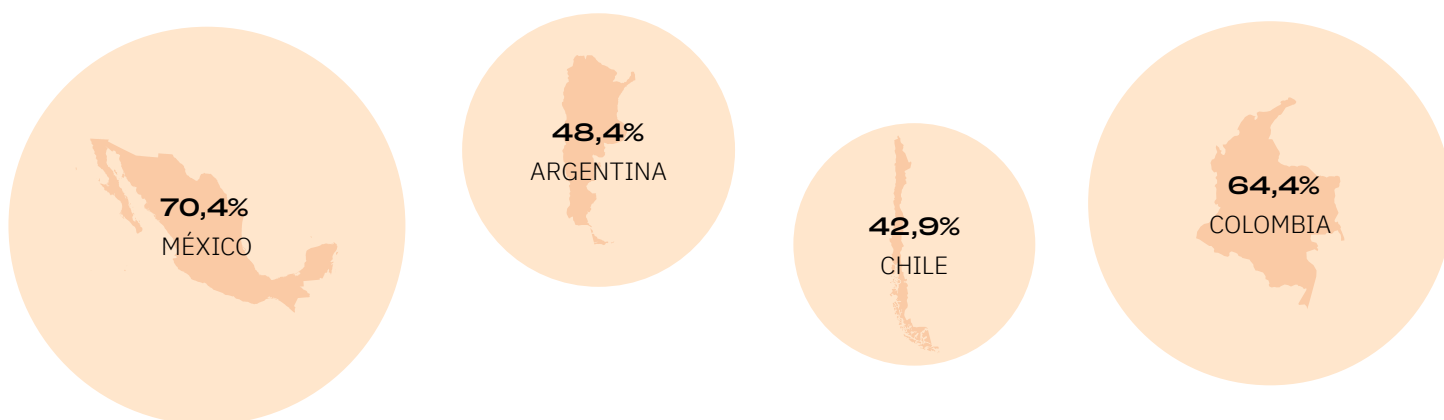 70,4%
MÉXICO
48,4%
ARGENTINA
42,9%
CHILE
64,4%
COLOMBIA